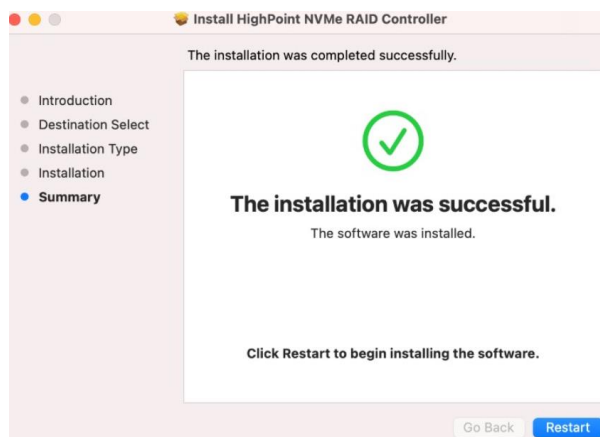 Install HighPoint NVMe RAID Controller
The installation was completed successfully.
Introduction
Destination Select
Installation Type
Installation
Summary
The installation was successful.
The software was installed.
Click Restart to begin installing the software.
Go Back
Restart